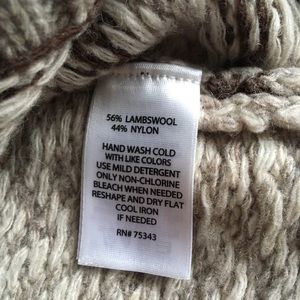 56% LAMBSWOOL
44% NYLON
HAND WASH COLD
WITH LIKE COLORS
USE MILD DETERGENT
ONLY NON-CHLORINE
BLEACH WHEN NEEDED
RESHAPE AND DRY FLAT
COOL IRON
IF NEEDED
RN# 75343